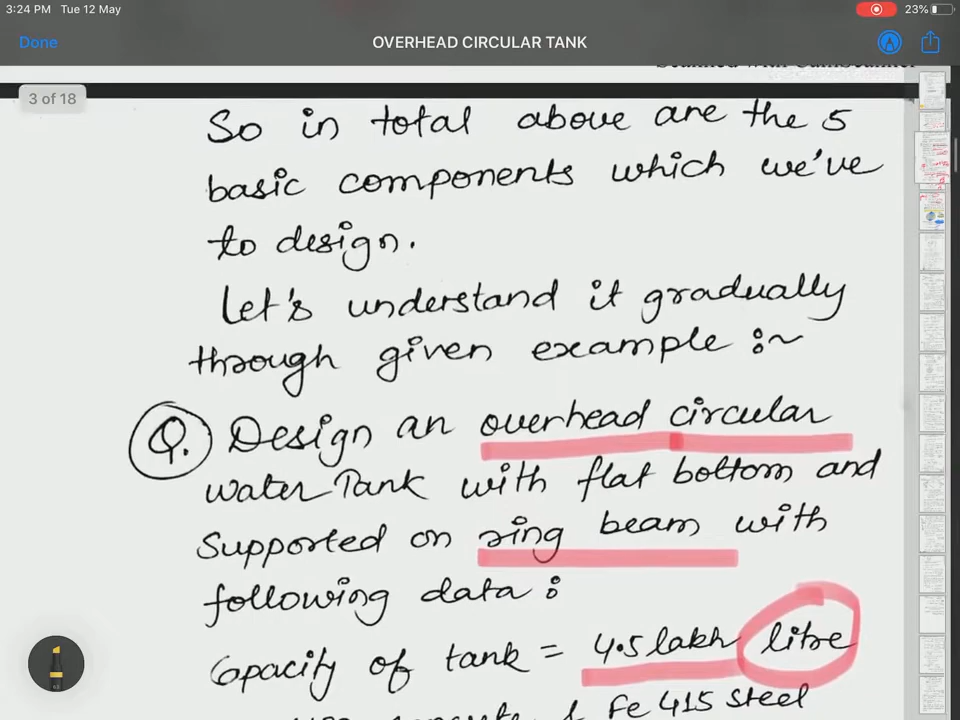 3:24 PM Tue 12 May 23%
Done OVERHEAD CIRCULAR TANK
3 of 18
So in total above are the 5
basic components which we've
to design.
Let's understand it gradually
through given example :~
Q. Design an overhead circular
water Tank with flat bottom and
Supported on ring beam with
following data :
Capacity of tank = 4.5 lakh litre
Fe 415 Steel